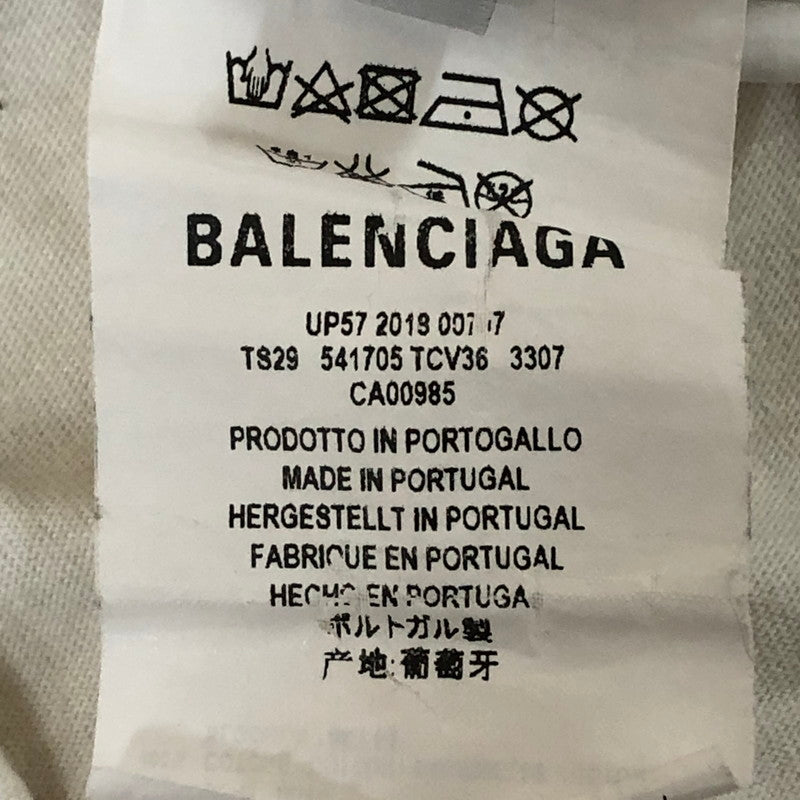 BALENCIAGA
UP57 2018
TS29 541705 TCV36 3307
CA00985
PRODOTTO IN PORTOGALLO
MADE IN PORTUGAL
HERGESTELLT IN PORTUGAL
FABRIQUE EN PORTUGAL
HECHO EN PORTUGA
ポルトガル製
产地:葡萄牙